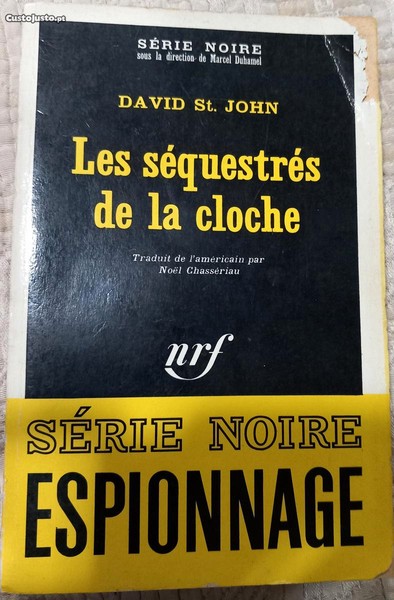 Custojusto.pt
SÉRIE NOIRE
sous la direction de Marcel Duhamel
DAVID St. JOHN
Les séquestrés
de la cloche
Traduit de l'américain par
Noël Chassériau
nrf
SÉRIE NOIRE
ESPIONNAGE